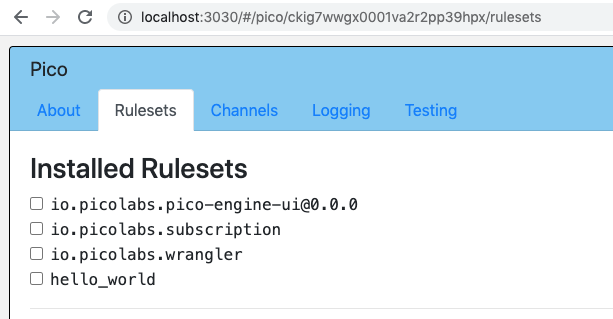 localhost:3030/#/pico/ckig7wwgx0001va2r2pp39hpx/rulesets
Pico
About Rulesets Channels Logging Testing
Installed Rulesets
io.picolabs.pico-engine-ui@0.0.0
io.picolabs.subscription
io.picolabs.wrangler
hello_world